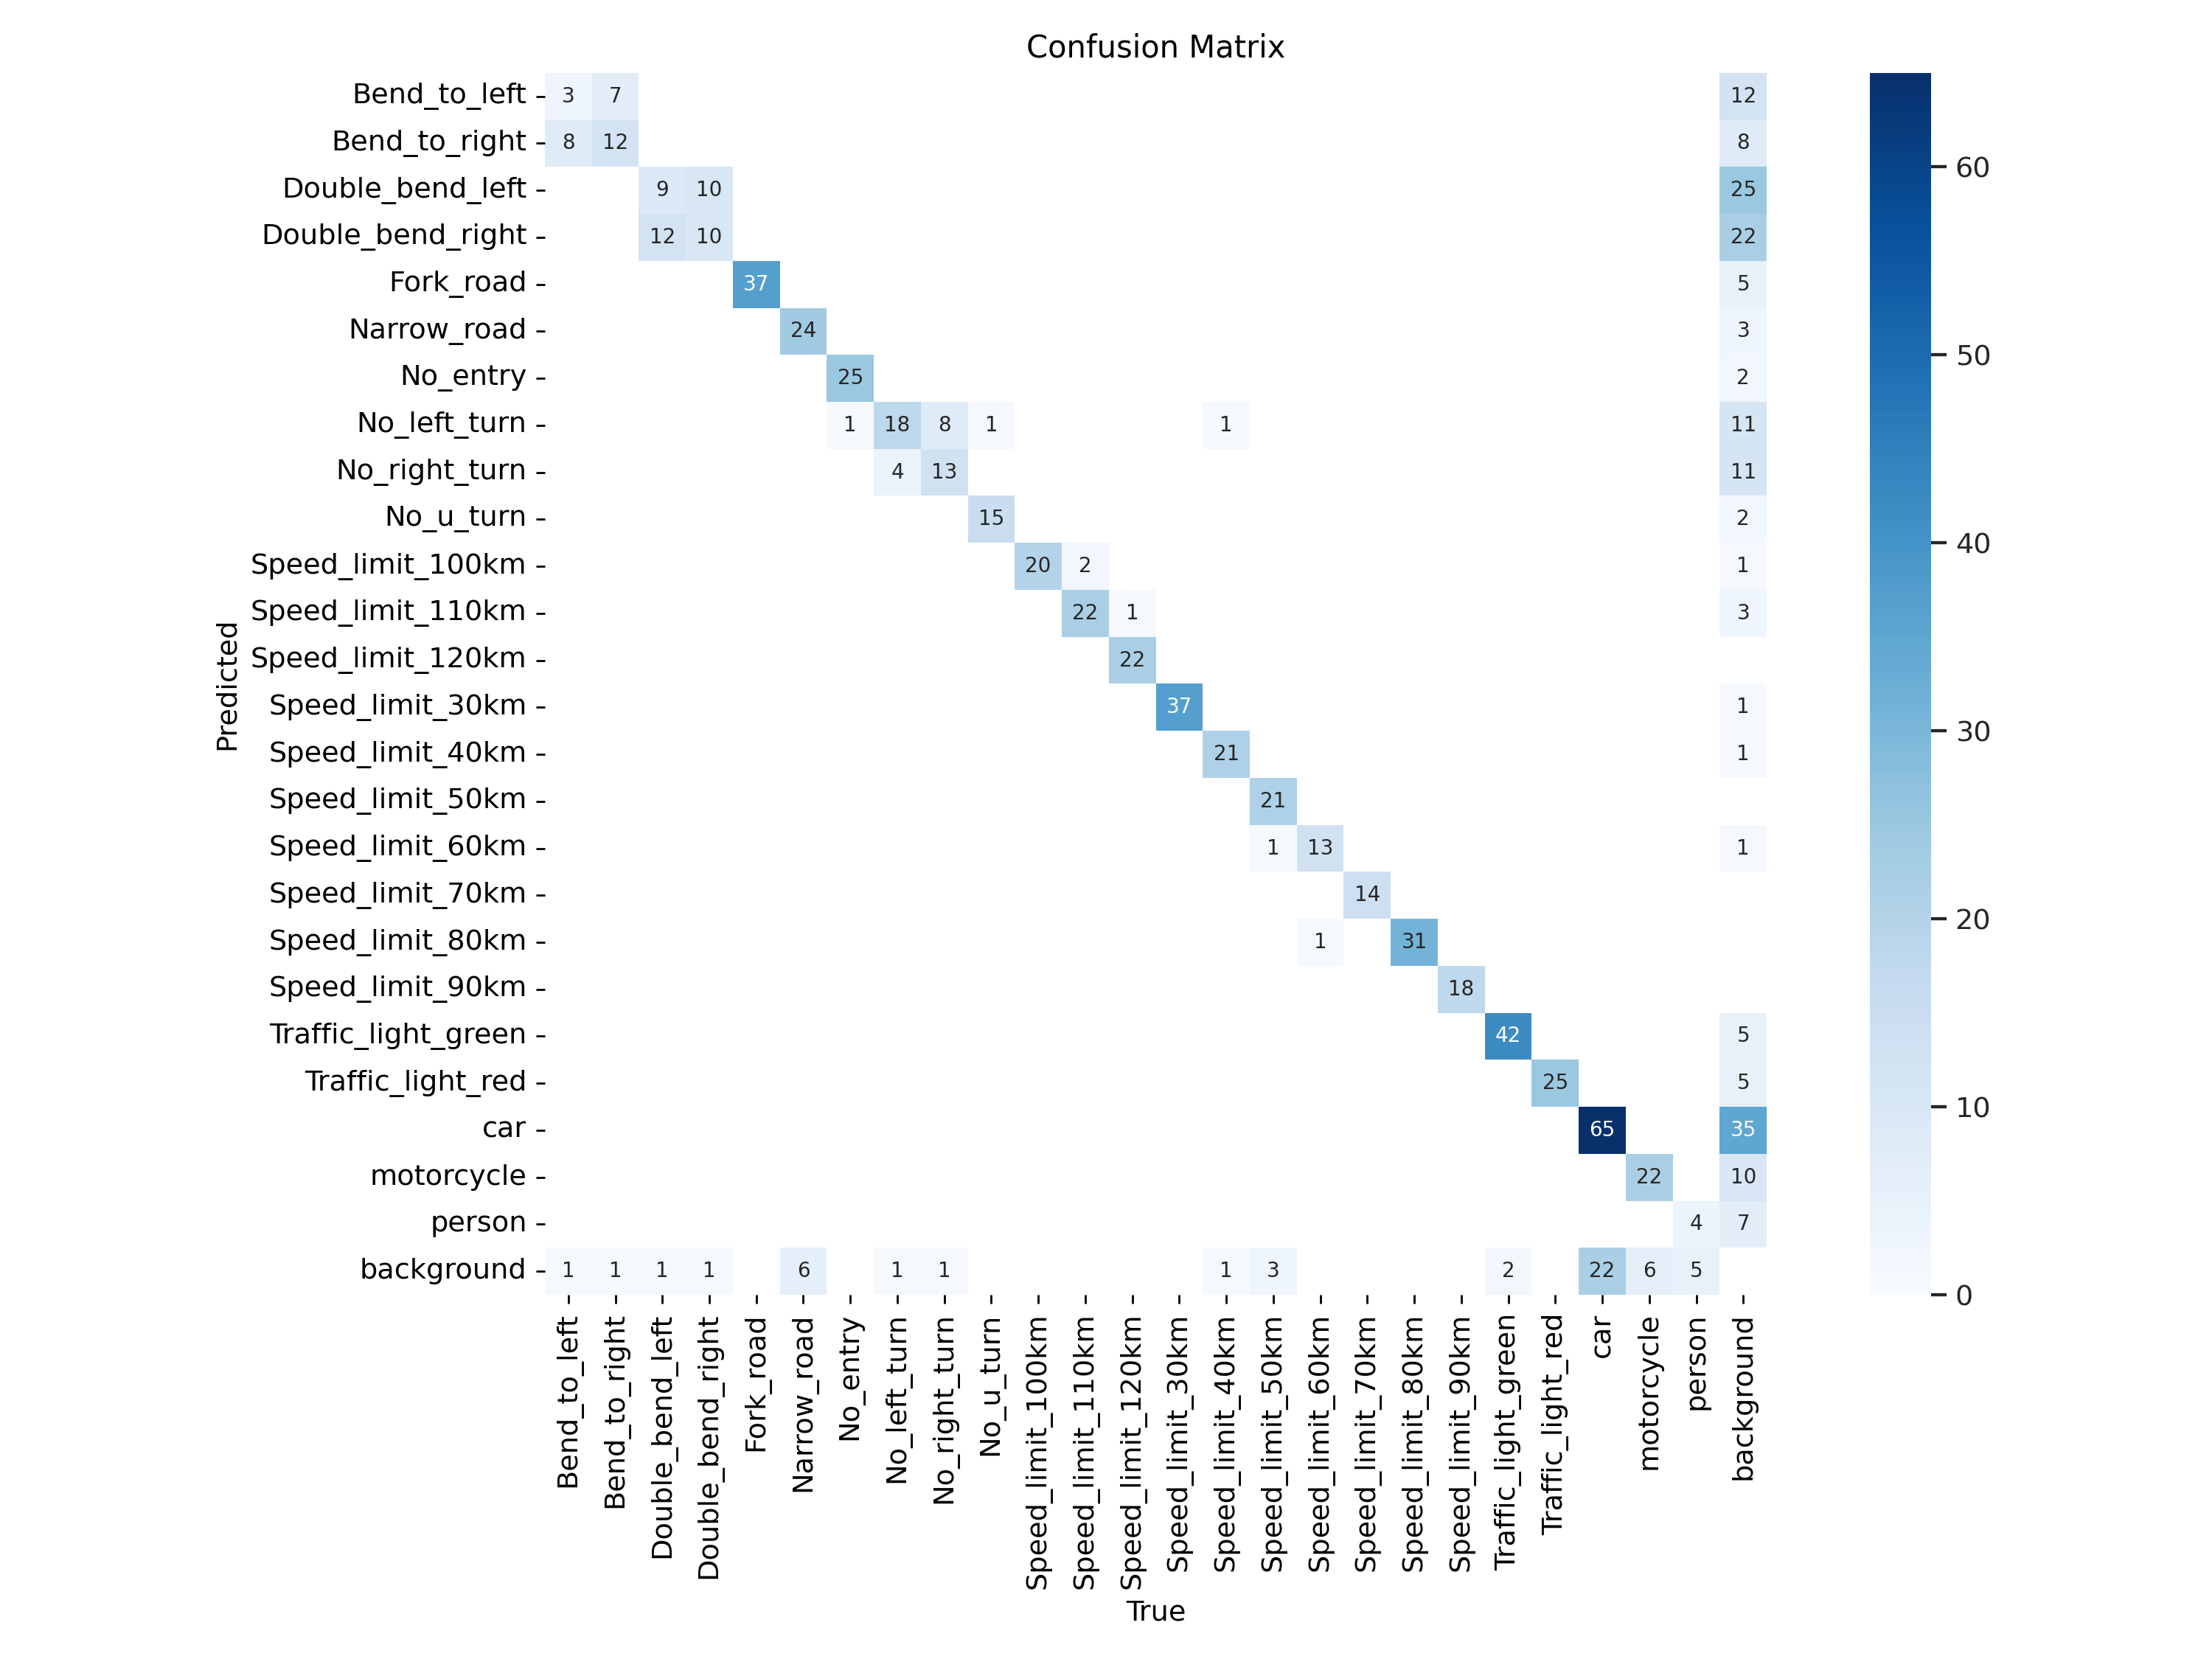 Confusion Matrix
Bend_to_left 3 7 12
Bend_to_right 8 12 8
Double_bend_left 9 10 25
Double_bend_right 12 10 22
Fork_road 37 5
Narrow_road 24 3
No_entry 25 2
No_left_turn 1 18 8 1 1 11
No_right_turn 4 13 11
No_u_turn 15 2
Speed_limit_100km 20 2 1
Speed_limit_110km 22 1 3
Speed_limit_120km 22
Speed_limit_30km 37 1
Speed_limit_40km 21 1
Speed_limit_50km 21
Speed_limit_60km 1 13 1
Speed_limit_70km 14
Speed_limit_80km 1 31
Speed_limit_90km 18
Traffic_light_green 42 5
Traffic_light_red 25 5
car 65 35
motorcycle 22 10
person 4 7
background 1 1 1 1 6 1 1 1 3 2 22 6 5
Predicted
Bend_to_left
Bend_to_right
Double_bend_left
Double_bend_right
Fork_road
Narrow_road
No_entry
No_left_turn
No_right_turn
No_u_turn
Speed_limit_100km
Speed_limit_110km
Speed_limit_120km
Speed_limit_30km
Speed_limit_40km
Speed_limit_50km
Speed_limit_60km
Speed_limit_70km
Speed_limit_80km
Speed_limit_90km
Traffic_light_green
Traffic_light_red
car
motorcycle
person
background
True
60
50
40
30
20
10
0